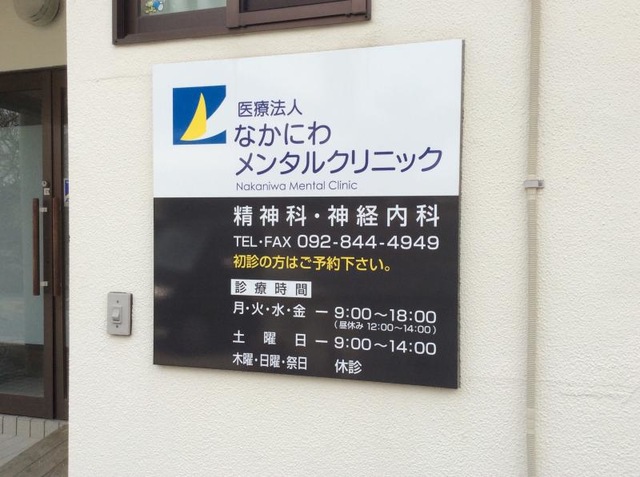 医療法人
なかにわ
メンタルクリニック
Nakaniwa Mental Clinic
精神科・神経内科
TEL・FAX 092-844-4949
初診の方はご予約下さい。
診療時間
月・火・水・金 ー 9:00〜18:00
(昼休み 12:00〜14:00)
土曜日 ー 9:00〜14:00
木曜・日曜・祭日 休診